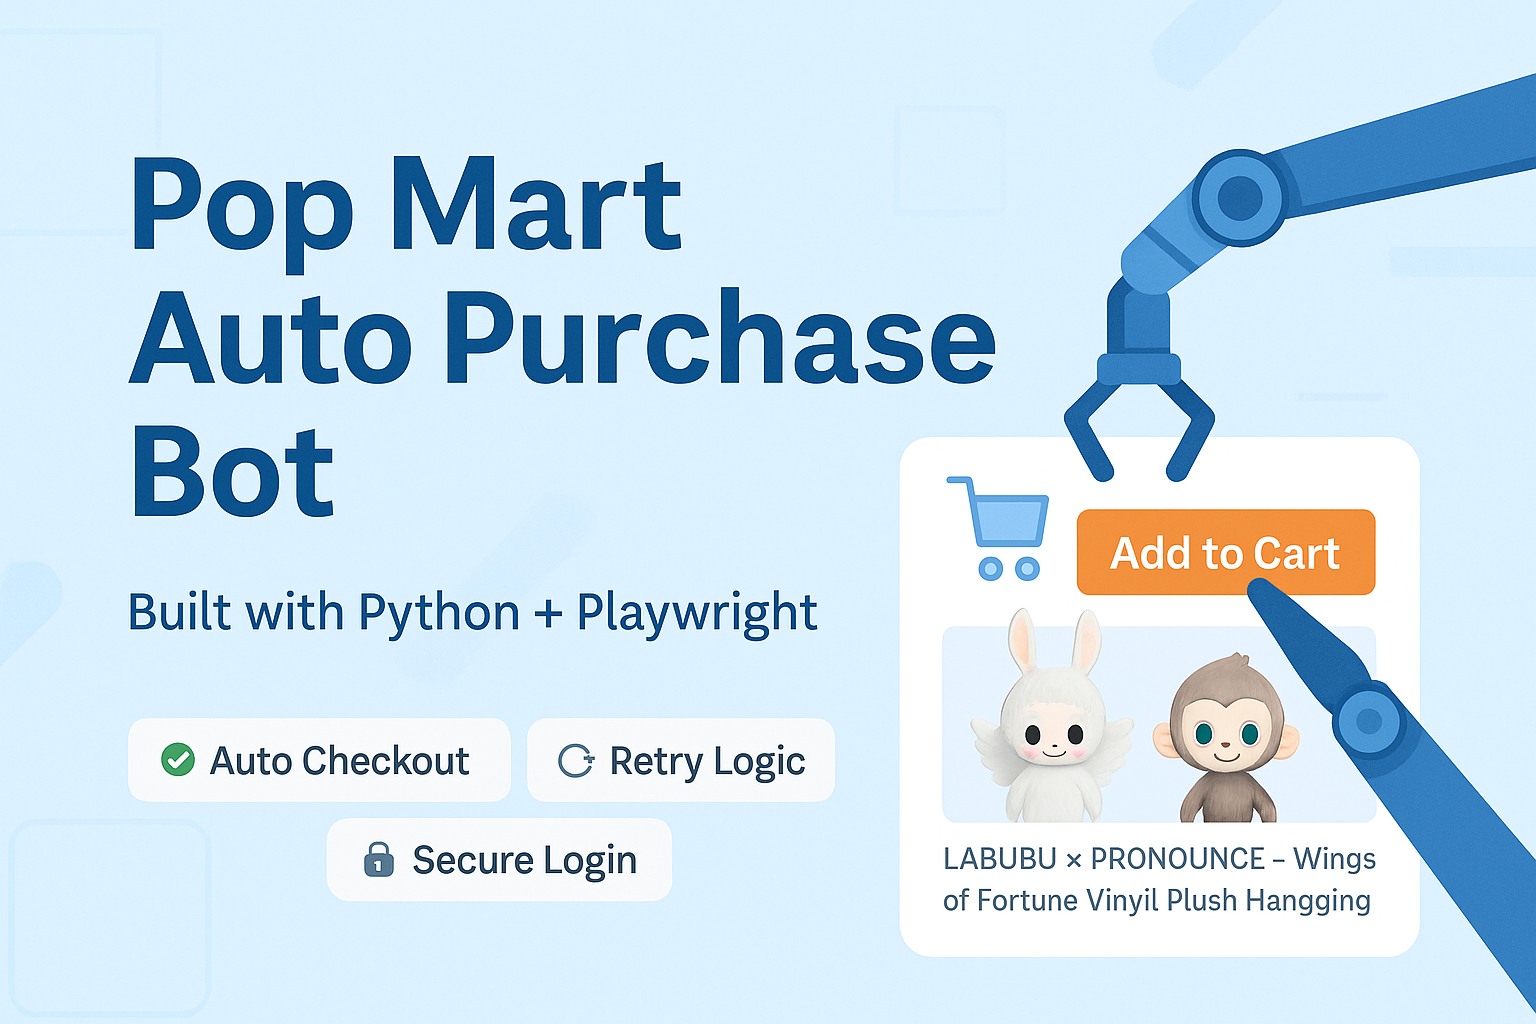 Pop Mart
Auto Purchase
Bot
Built with Python + Playwright
Auto Checkout
Retry Logic
Secure Login
Add to Cart
LABUBU × PRONOUNCE – Wings
of Fortune Vinyil Plush Hangging